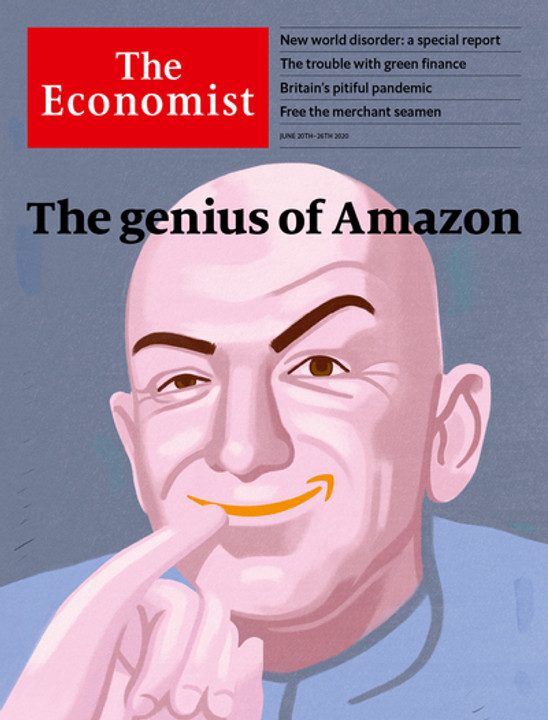 The
Economist
New world disorder: a special report
The trouble with green finance
Britain's pitiful pandemic
Free the merchant seamen
JUNE 20TH–26TH 2020
The genius of Amazon